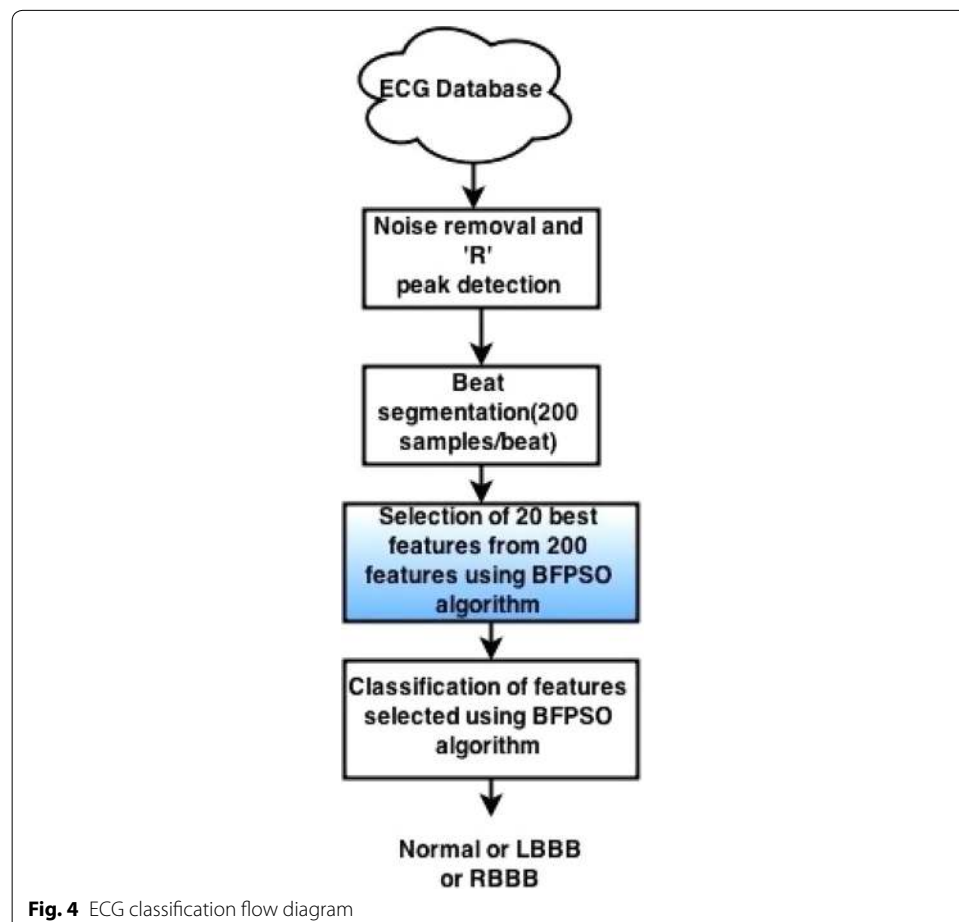 ECG Database
Noise removal and
'R'
peak detection
Beat
segmentation(200
samples/beat)
Selection of 20 best
features from 200
features using BFPSO
algorithm
Classification of features
selected using BFPSO
algorithm
Normal or LBBB
or RBBB
Fig. 4 ECG classification flow diagram